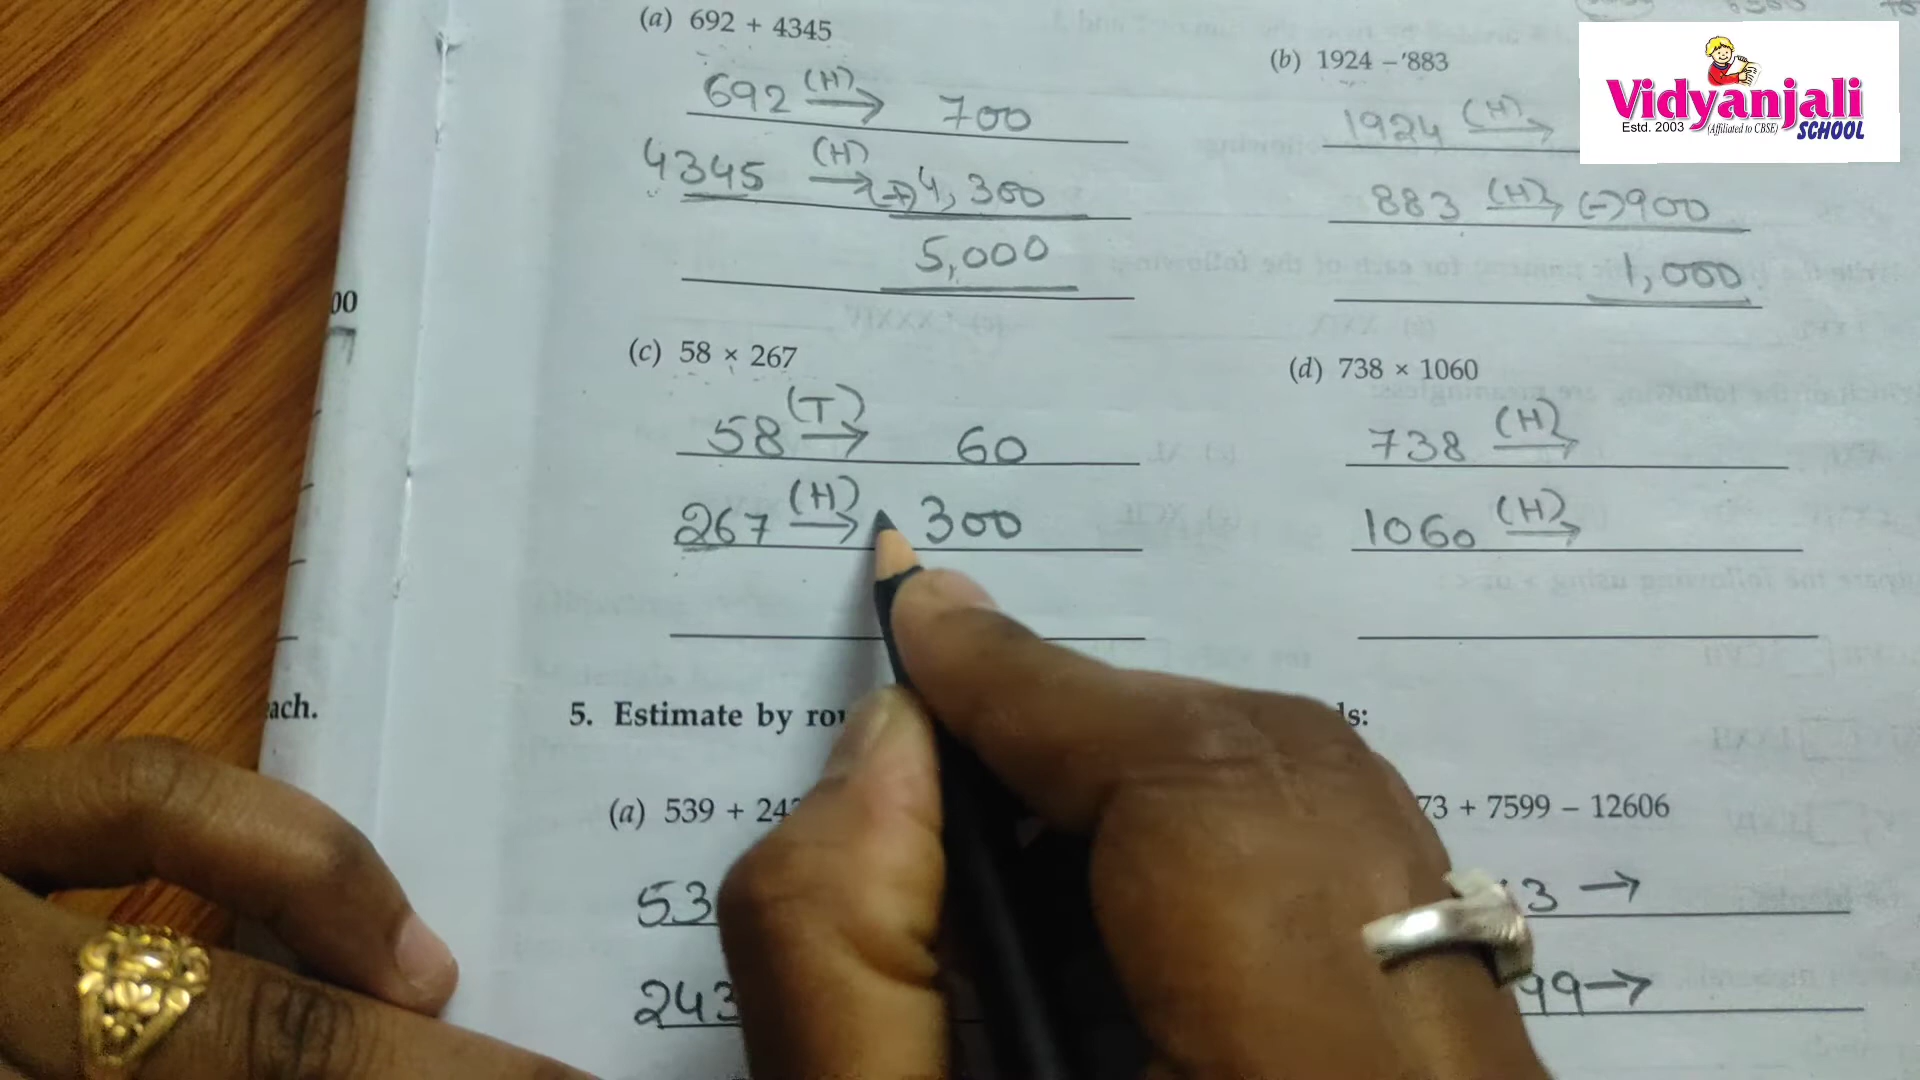 (a) 692 + 4345
692 (H) → 700
4345 (H) → (+) 4,300
5,000
(b) 1924 – '883
1924 (H) →
883 (H) → (–) 900
1,000
(c) 58 × 267
58 (T) → 60
267 (H) → 300
(d) 738 × 1060
738 (H) →
1060 (H) →
5. Estimate by
(a) 539 +
73 + 7599 – 12606
53
3 →
243
99 →
00
ach.
Vidyanjali
Estd. 2003 (Affiliated to CBSE) SCHOOL